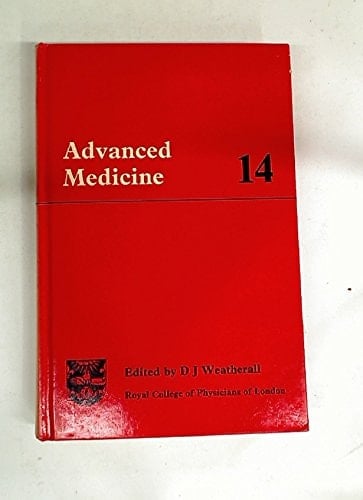 Advanced
Medicine
14
Edited by D J Weatherall
Royal College of Physicians of London